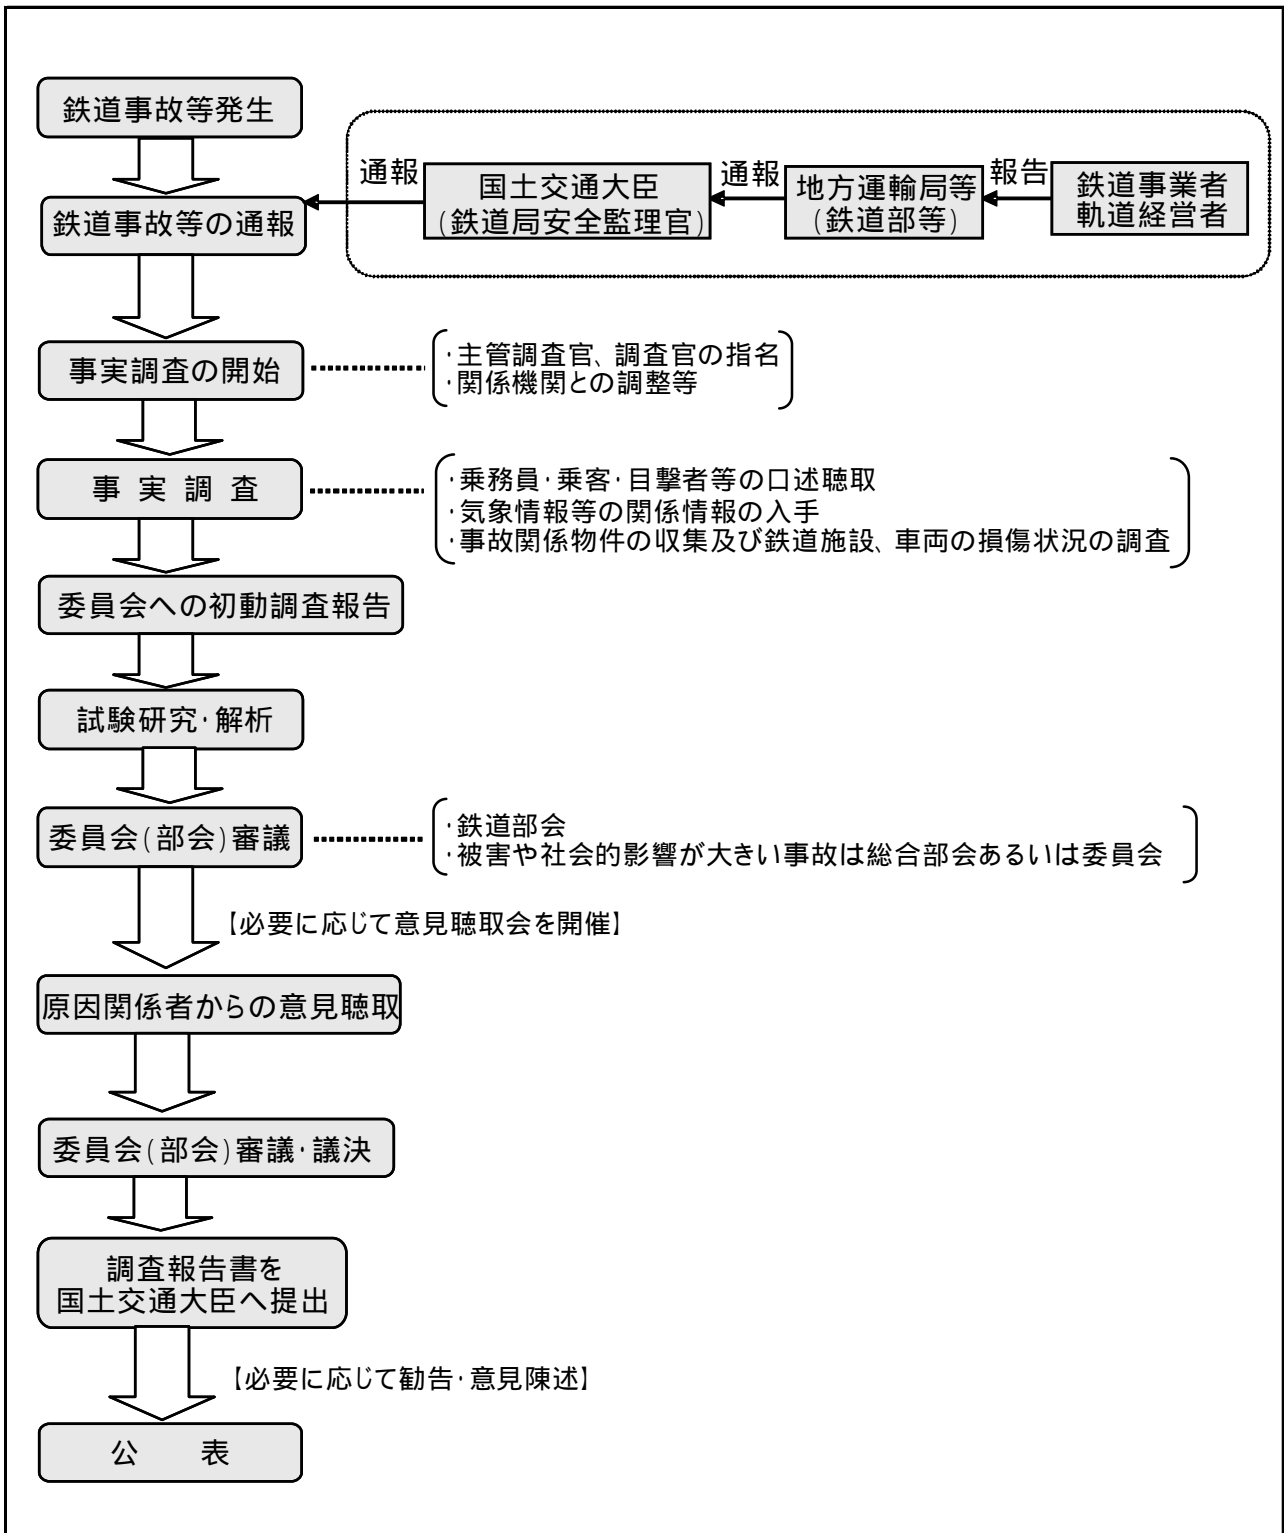 鉄道事故等発生
通報
国土交通大臣
(鉄道局安全監理官)
通報
地方運輸局等
(鉄道部等)
報告
鉄道事業者
軌道経営者
鉄道事故等の通報
事実調査の開始
・主管調査官、調査官の指名
・関係機関との調整等
事 実 調 査
・乗務員・乗客・目撃者等の口述聴取
・気象情報等の関係情報の入手
・事故関係物件の収集及び鉄道施設、車両の損傷状況の調査
委員会への初動調査報告
試験研究・解析
委員会(部会)審議
・鉄道部会
・被害や社会的影響が大きい事故は総合部会あるいは委員会
【必要に応じて意見聴取会を開催】
原因関係者からの意見聴取
委員会(部会)審議・議決
調査報告書を
国土交通大臣へ提出
【必要に応じて勧告・意見陳述】
公　　表